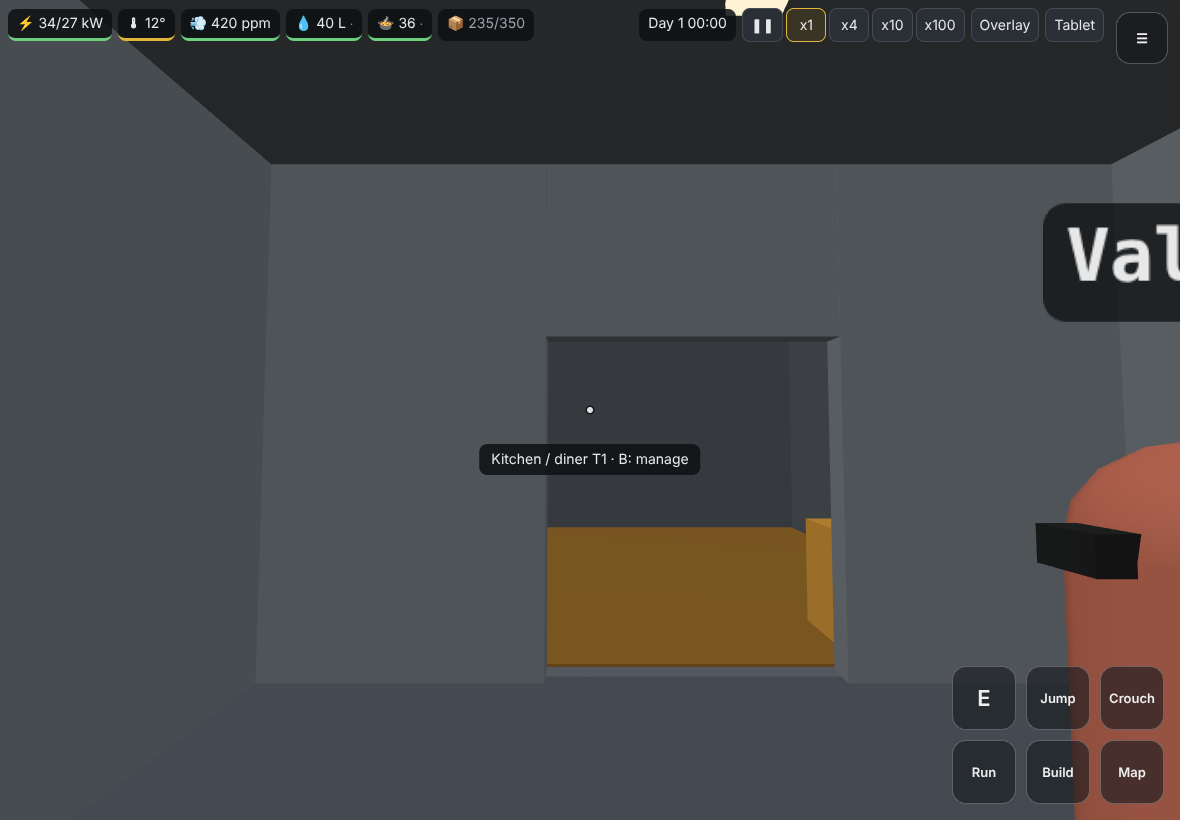 ⚡ 34/27 kW
🌡 12°
💨 420 ppm
💧 40 L ·
🍲 36 ·
📦 235/350
Day 1 00:00
❚❚
x1
x4
x10
x100
Overlay
Tablet
☰
Val
Kitchen / diner T1 · B: manage
E
Jump
Crouch
Run
Build
Map